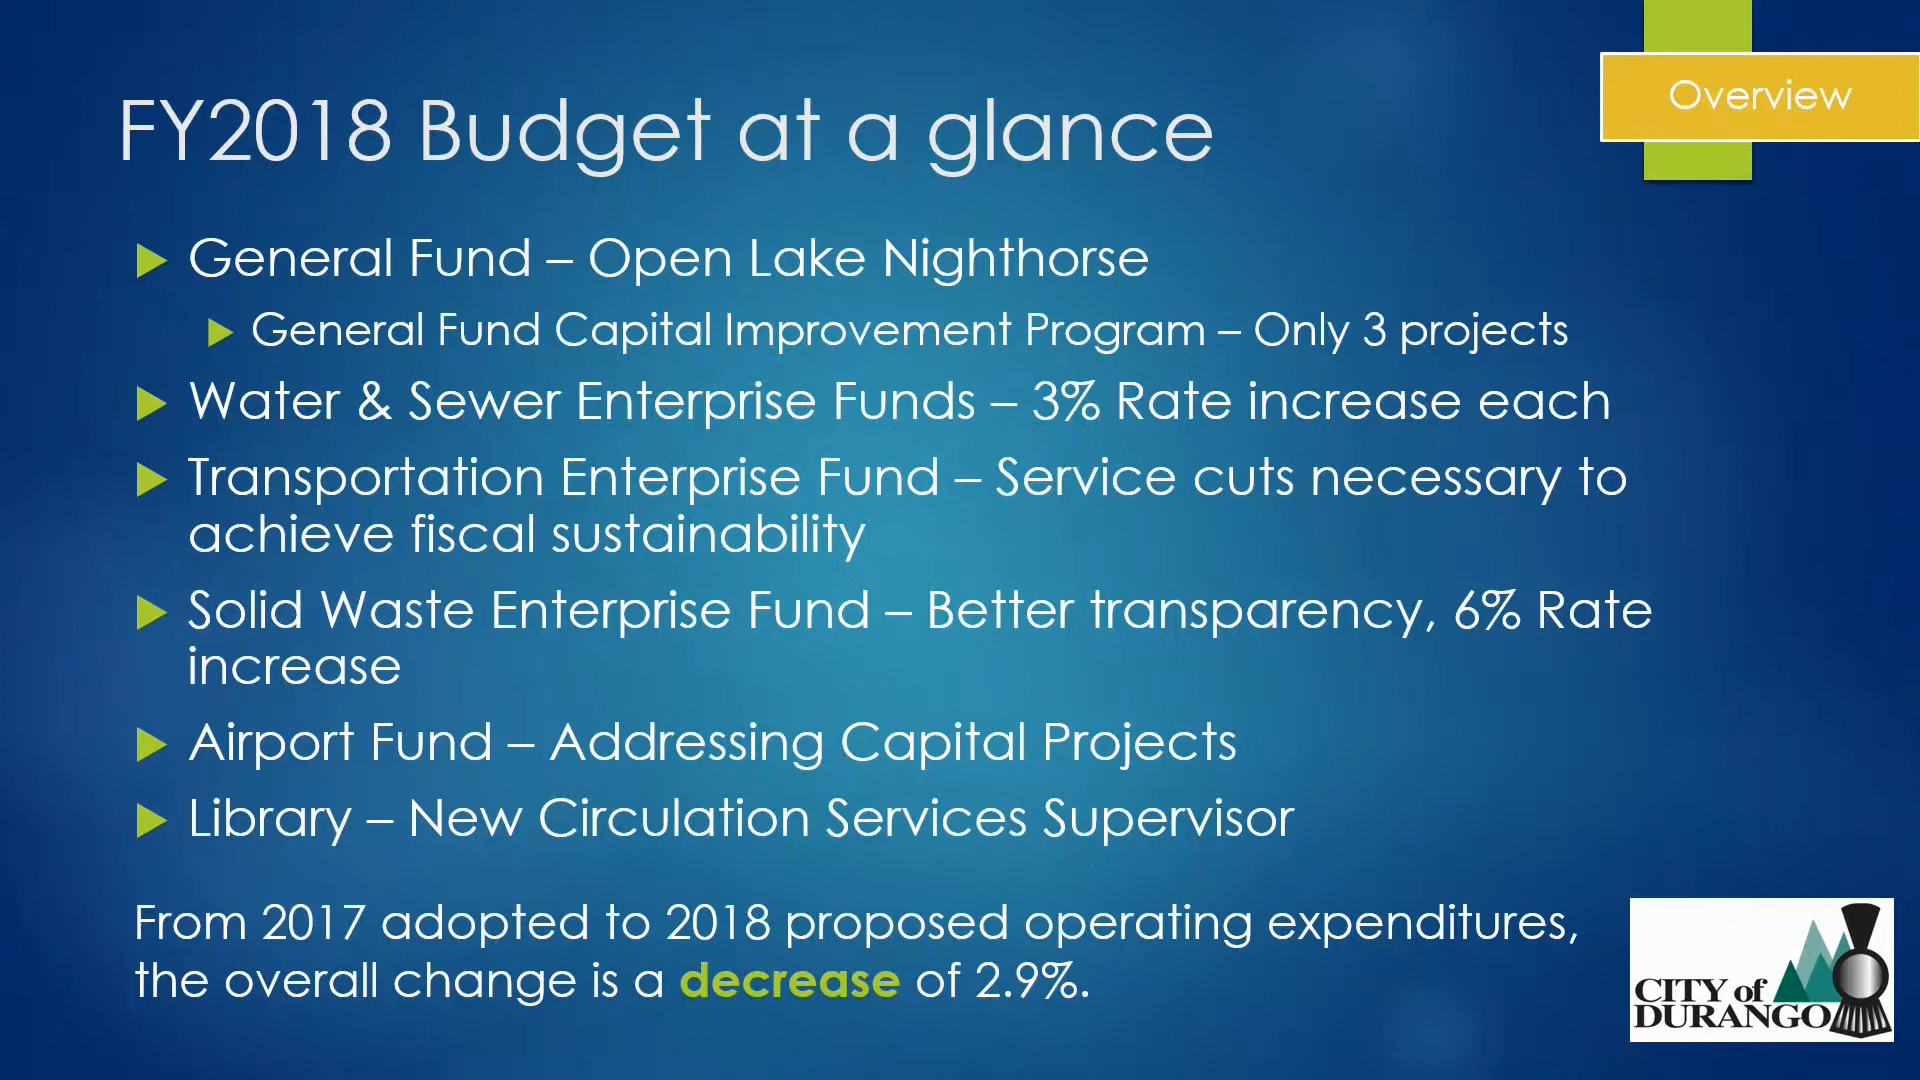 Overview
FY2018 Budget at a glance
General Fund – Open Lake Nighthorse
General Fund Capital Improvement Program – Only 3 projects
Water & Sewer Enterprise Funds – 3% Rate increase each
Transportation Enterprise Fund – Service cuts necessary to
achieve fiscal sustainability
Solid Waste Enterprise Fund – Better transparency, 6% Rate
increase
Airport Fund – Addressing Capital Projects
Library – New Circulation Services Supervisor
From 2017 adopted to 2018 proposed operating expenditures,
the overall change is a decrease of 2.9%.
CITY of
DURANGO